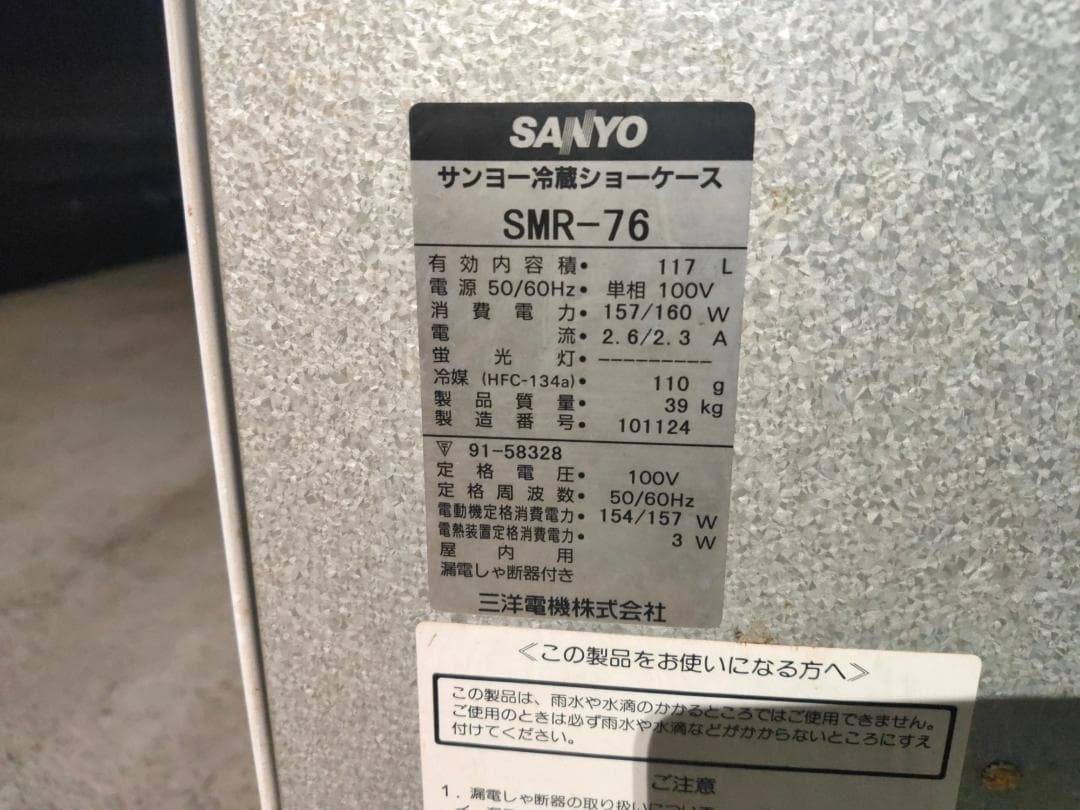 SANYO
サンヨー冷蔵ショーケース
SMR-76
有効内容積• 117 L
電源 50/60Hz• 単相 100V
消費電力• 157/160 W
電流• 2.6/2.3 A
蛍光灯• ---------
冷媒 (HFC-134a)• 110 g
製品質量• 39 kg
製造番号• 101124
91-58328
定格電圧• 100V
定格周波数• 50/60Hz
電動機定格消費電力• 154/157 W
電熱装置定格消費電力• 3 W
屋内用
漏電しゃ断器付き
三洋電機株式会社
≪この製品をお使いになる方へ≫
この製品は、雨水や水滴のかかるところではご使用できません。
ご使用のときは必ず雨水や水滴などがかからないところにすえ
付けてください。
ご注意
1. 漏電しゃ断器の取り扱いについて